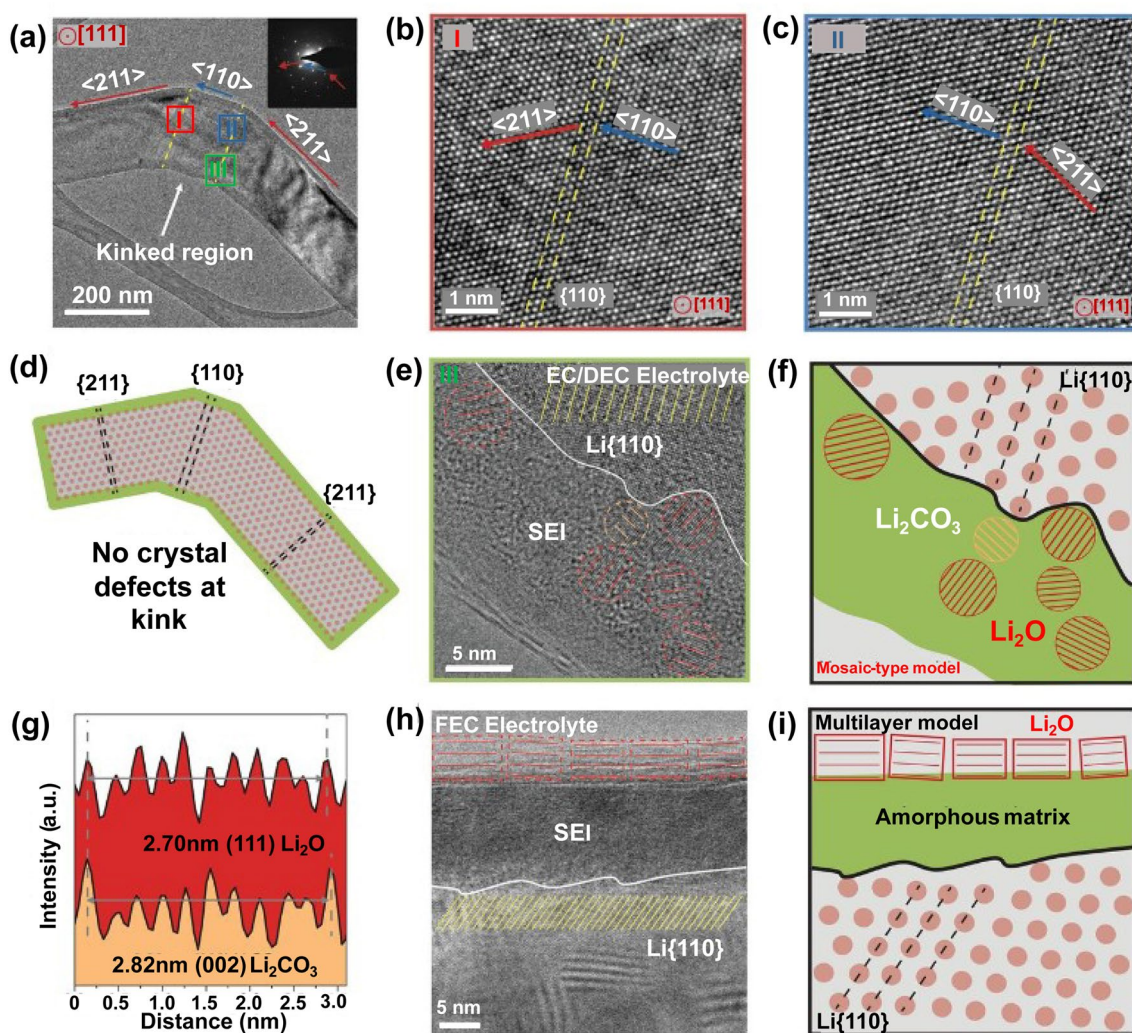 (a)
⊙[111]
<211>
<110>
<211>
I
II
III
Kinked region
200 nm
(b)
I
<211>
<110>
{110}
1 nm
⊙[111]
(c)
II
<110>
<211>
{110}
1 nm
⊙[111]
(d)
{211}
{110}
{211}
No crystal
defects at
kink
(e)
III
EC/DEC Electrolyte
Li{110}
SEI
5 nm
(f)
Li{110}
Li₂CO₃
Li₂O
Mosaic-type model
(g)
Intensity (a.u.)
2.70nm (111) Li₂O
2.82nm (002) Li₂CO₃
0 0.5 1.0 1.5 2.0 2.5 3.0
Distance (nm)
(h)
FEC Electrolyte
SEI
Li{110}
5 nm
(i)
Multilayer model
Li₂O
Amorphous matrix
Li{110}